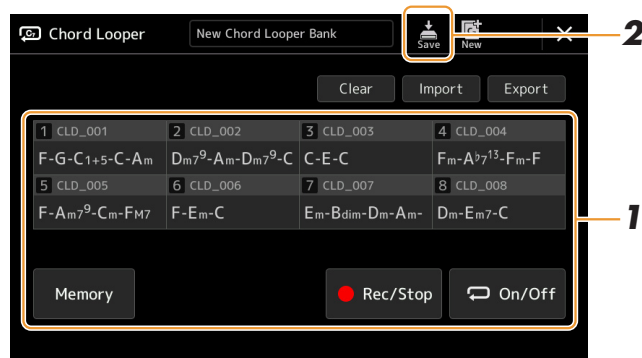 Cr Chord Looper New Chord Looper Bank Save New
2
Clear Import Export
1 CLD_001 2 CLD_002 3 CLD_003 4 CLD_004
F-G-C1+5-C-Am Dm7⁹-Am-Dm7⁹-C C-E-C Fm-A♭7¹³-Fm-F
5 CLD_005 6 CLD_006 7 CLD_007 8 CLD_008
F-Am7⁹-Cm-FM7 F-Em-C Em-Bdim-Dm-Am- Dm-Em7-C
1
Memory Rec/Stop On/Off